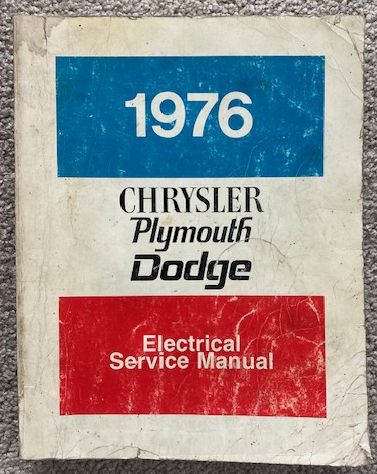 1976
CHRYSLER
Plymouth
Dodge
Electrical
Service Manual